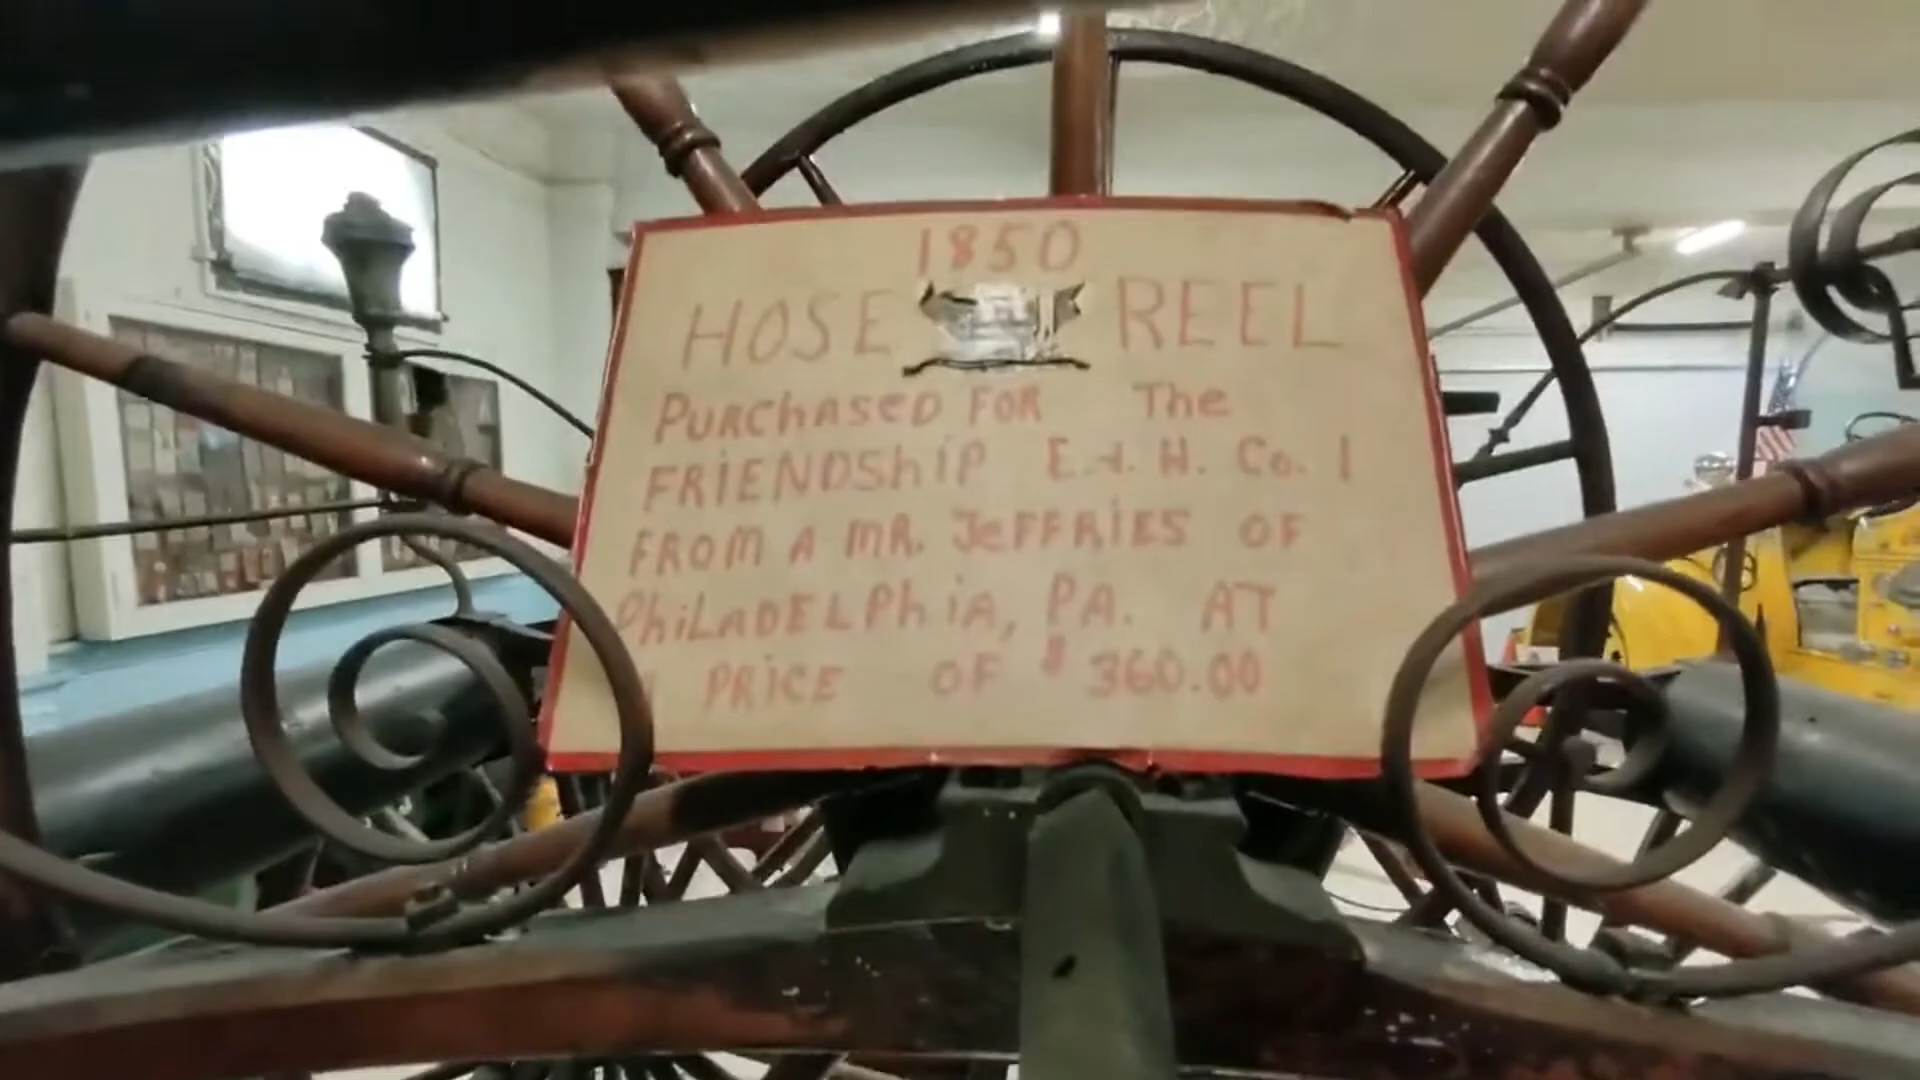 1850
HOSE REEL
PURChASED FOR The
FRIENDShiP E.+. H. Co. 1
FROM A MR. JeFFRiES OF
PhiLADELPhiA, PA. AT
PRiCE OF $ 360.00